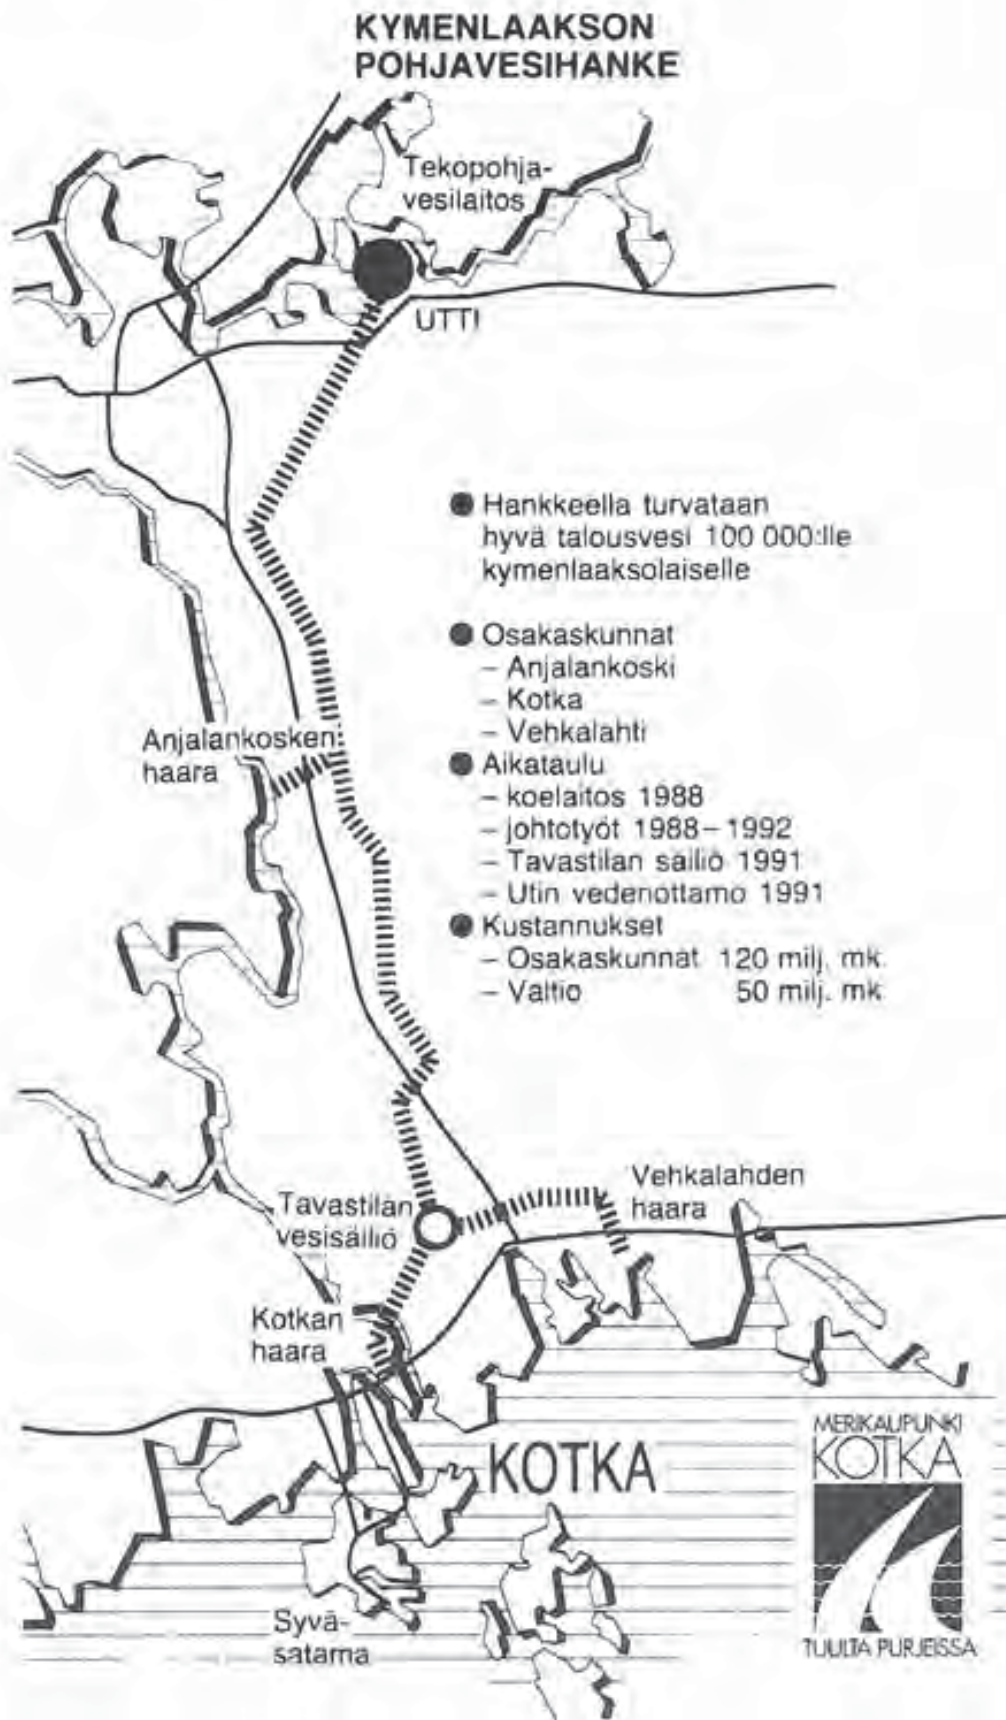 KYMENLAAKSON
POHJAVESIHANKE
Tekopohja-
vesilaitos
UTTI
● Hankkeella turvataan
hyvä talousvesi 100 000:lle
kymenlaaksolaiselle
● Osakaskunnat
– Anjalankoski
– Kotka
– Vehkalahti
Anjalankosken
haara
● Aikataulu
– koelaitos 1988
– johtotyöt 1988–1992
– Tavastilan säiliö 1991
– Utin vedenottamo 1991
● Kustannukset
– Osakaskunnat 120 milj. mk.
– Valtio 50 milj. mk
Vehkalahden
haara
Tavastilan
vesisäiliö
Kotkan
haara
KOTKA
MERIKAUPUNKI
KOTKA
TUULTA PURJEISSA
Syvä-
satama